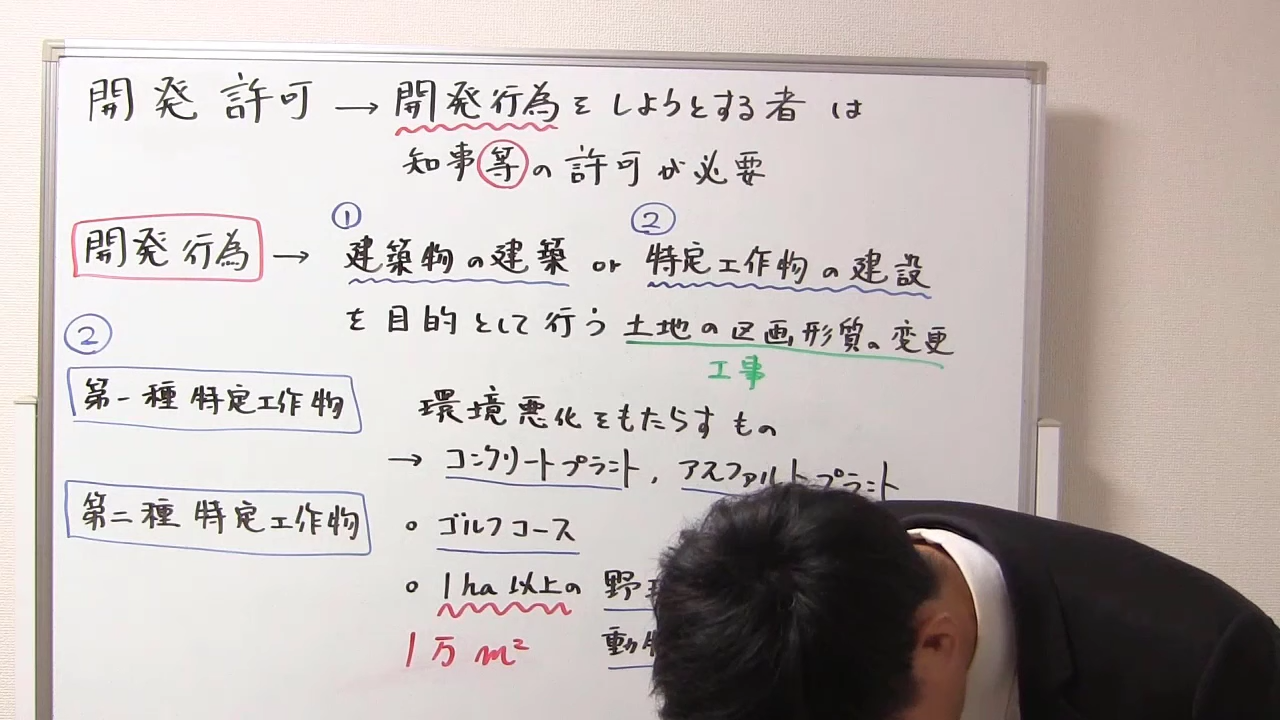 開発許可→開発行為をしようとする者は
知事等の許可が必要
① ②
開発行為→建築物の建築 or 特定工作物の建設
を目的として行う土地の区画形質の変更
工事
②
第一種特定工作物 環境悪化をもたらすもの
→コンクリートプラント,アスファルトプラント
第二種特定工作物 ○ゴルフコース
○1ha以上の 野
1万m² 動